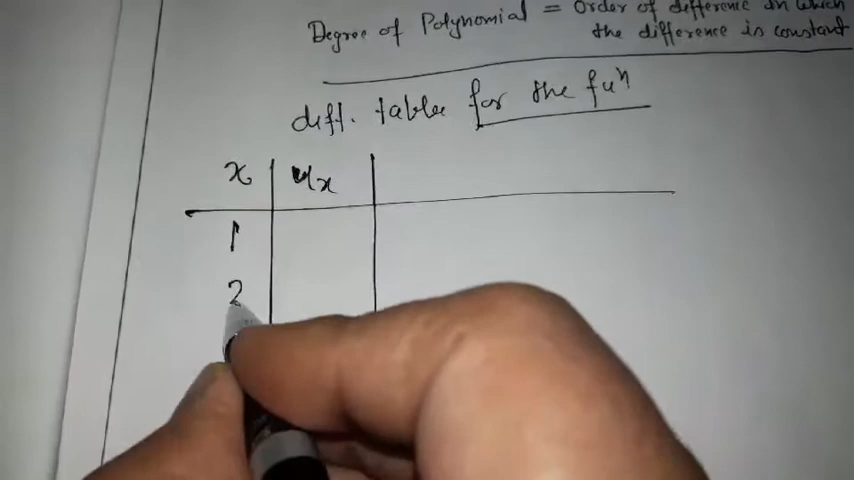 Degree of Polynomial = Order of difference in which
the difference is constant
diff. table for the fuⁿ
x uₓ
1
2